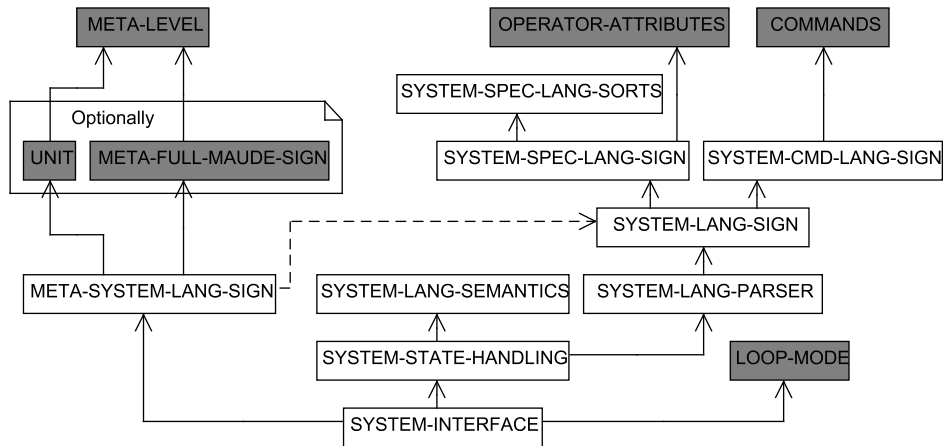 META-LEVEL
OPERATOR-ATTRIBUTES
COMMANDS
SYSTEM-SPEC-LANG-SORTS
Optionally
UNIT
META-FULL-MAUDE-SIGN
SYSTEM-SPEC-LANG-SIGN
SYSTEM-CMD-LANG-SIGN
SYSTEM-LANG-SIGN
META-SYSTEM-LANG-SIGN
SYSTEM-LANG-SEMANTICS
SYSTEM-LANG-PARSER
SYSTEM-STATE-HANDLING
LOOP-MODE
SYSTEM-INTERFACE